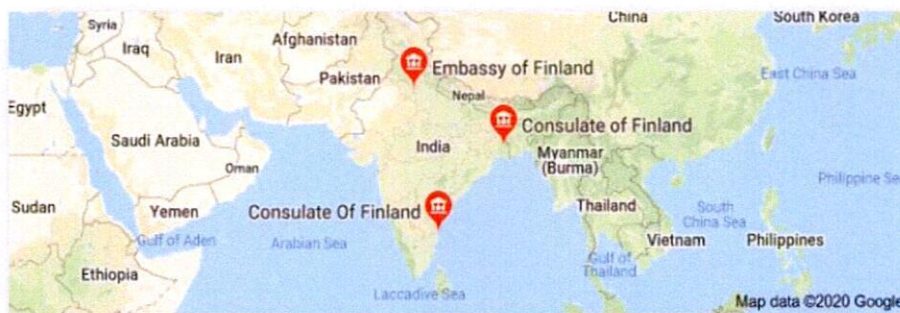 China
South Korea
Syria
Iraq
Iran
Afghanistan
Pakistan
Embassy of Finland
East China Sea
Nepal
Egypt
Saudi Arabia
India
Consulate of Finland
Oman
Myanmar
(Burma)
Philippine Se
Sudan
Yemen
Consulate Of Finland
Thailand
South
China Sea
Gulf of Aden
Arabian Sea
Vietnam
Philippines
Ethiopia
Gulf of
Thailand
Laccadive Sea
Map data ©2020 Google